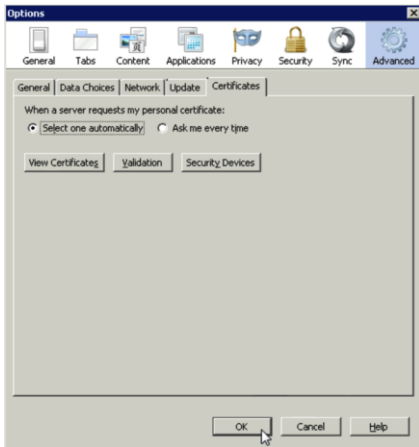 Options
General Tabs Content Applications Privacy Security Sync Advanced
General Data Choices Network Update Certificates
When a server requests my personal certificate:
Select one automatically Ask me every time
View Certificates Validation Security Devices
OK Cancel Help